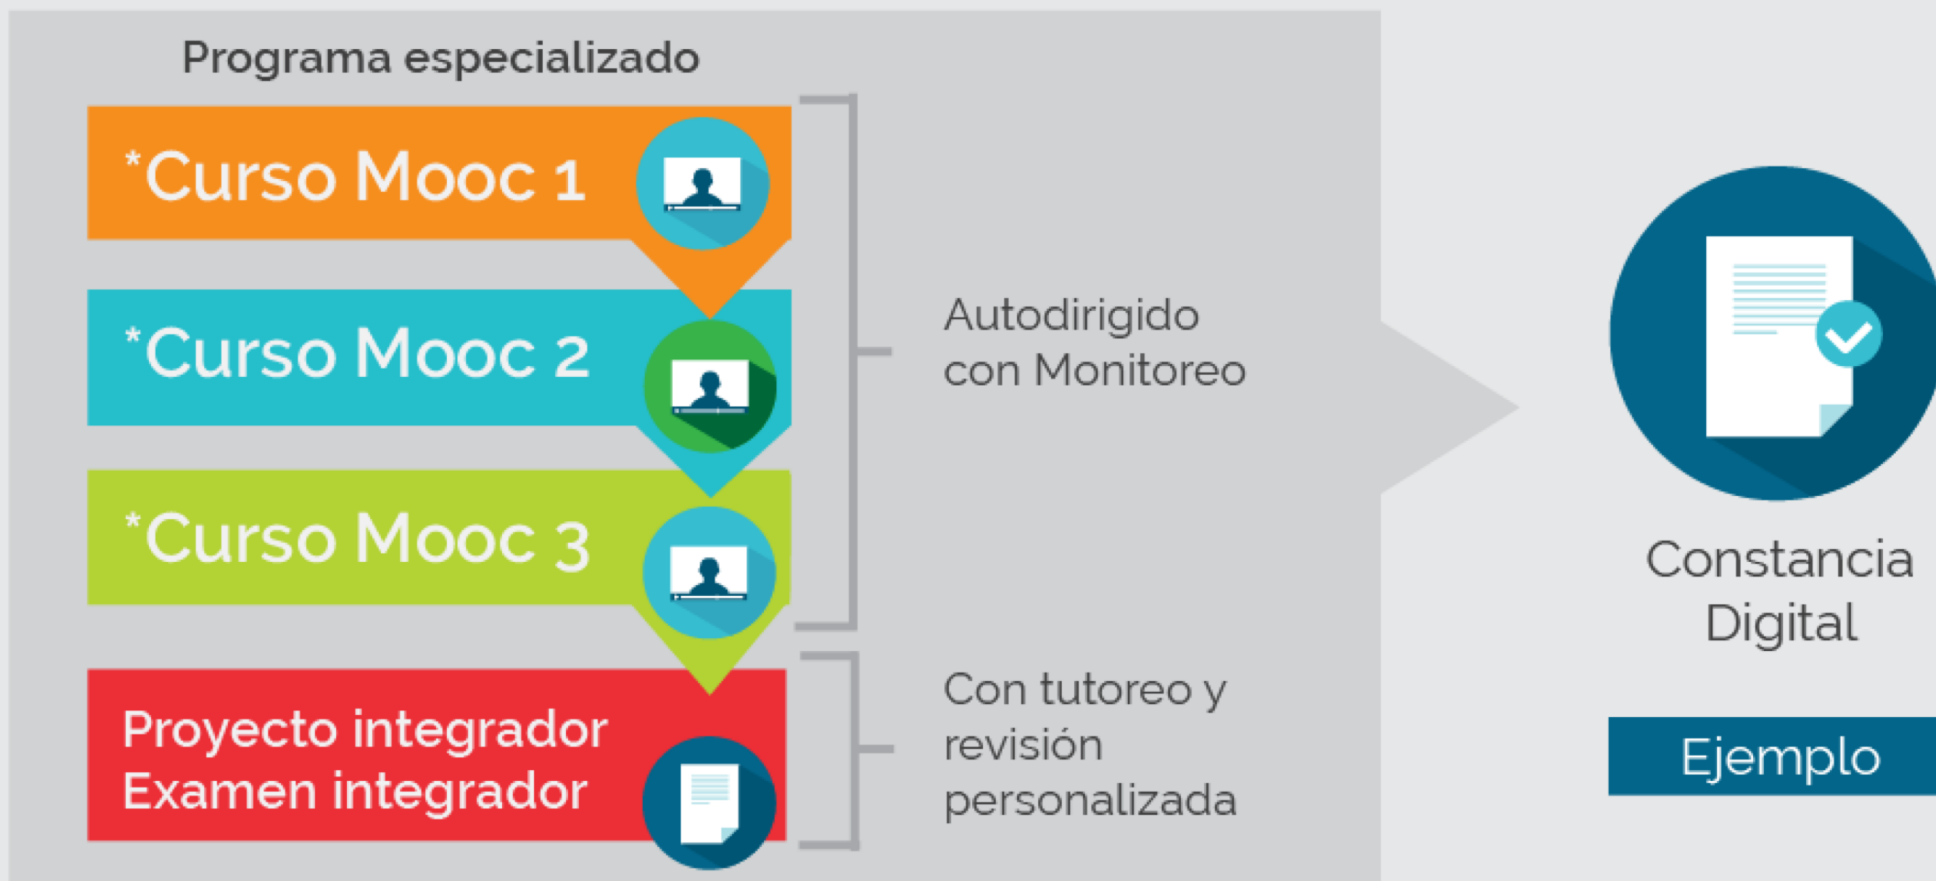 Programa especializado
*Curso Mooc 1
*Curso Mooc 2
*Curso Mooc 3
Proyecto integrador
Examen integrador
Autodirigido
con Monitoreo
Con tutoreo y
revisión
personalizada
Constancia
Digital
Ejemplo